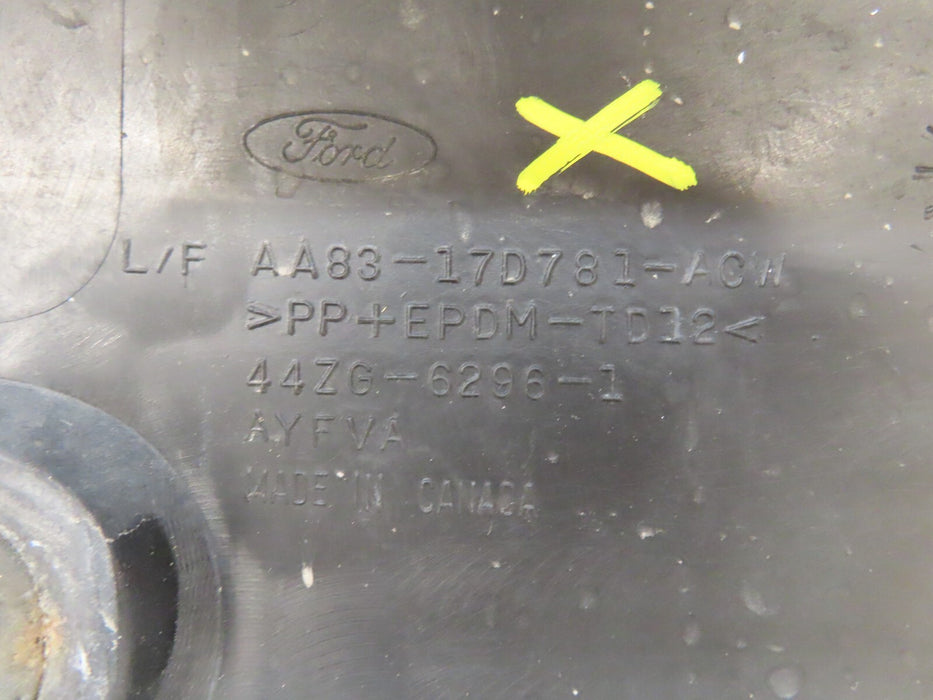 Ford
L/F AA83-17D781-ACW
>PP+EPDM-TD12<
44ZG-6296-1
AYFVA
MADE IN CANADA